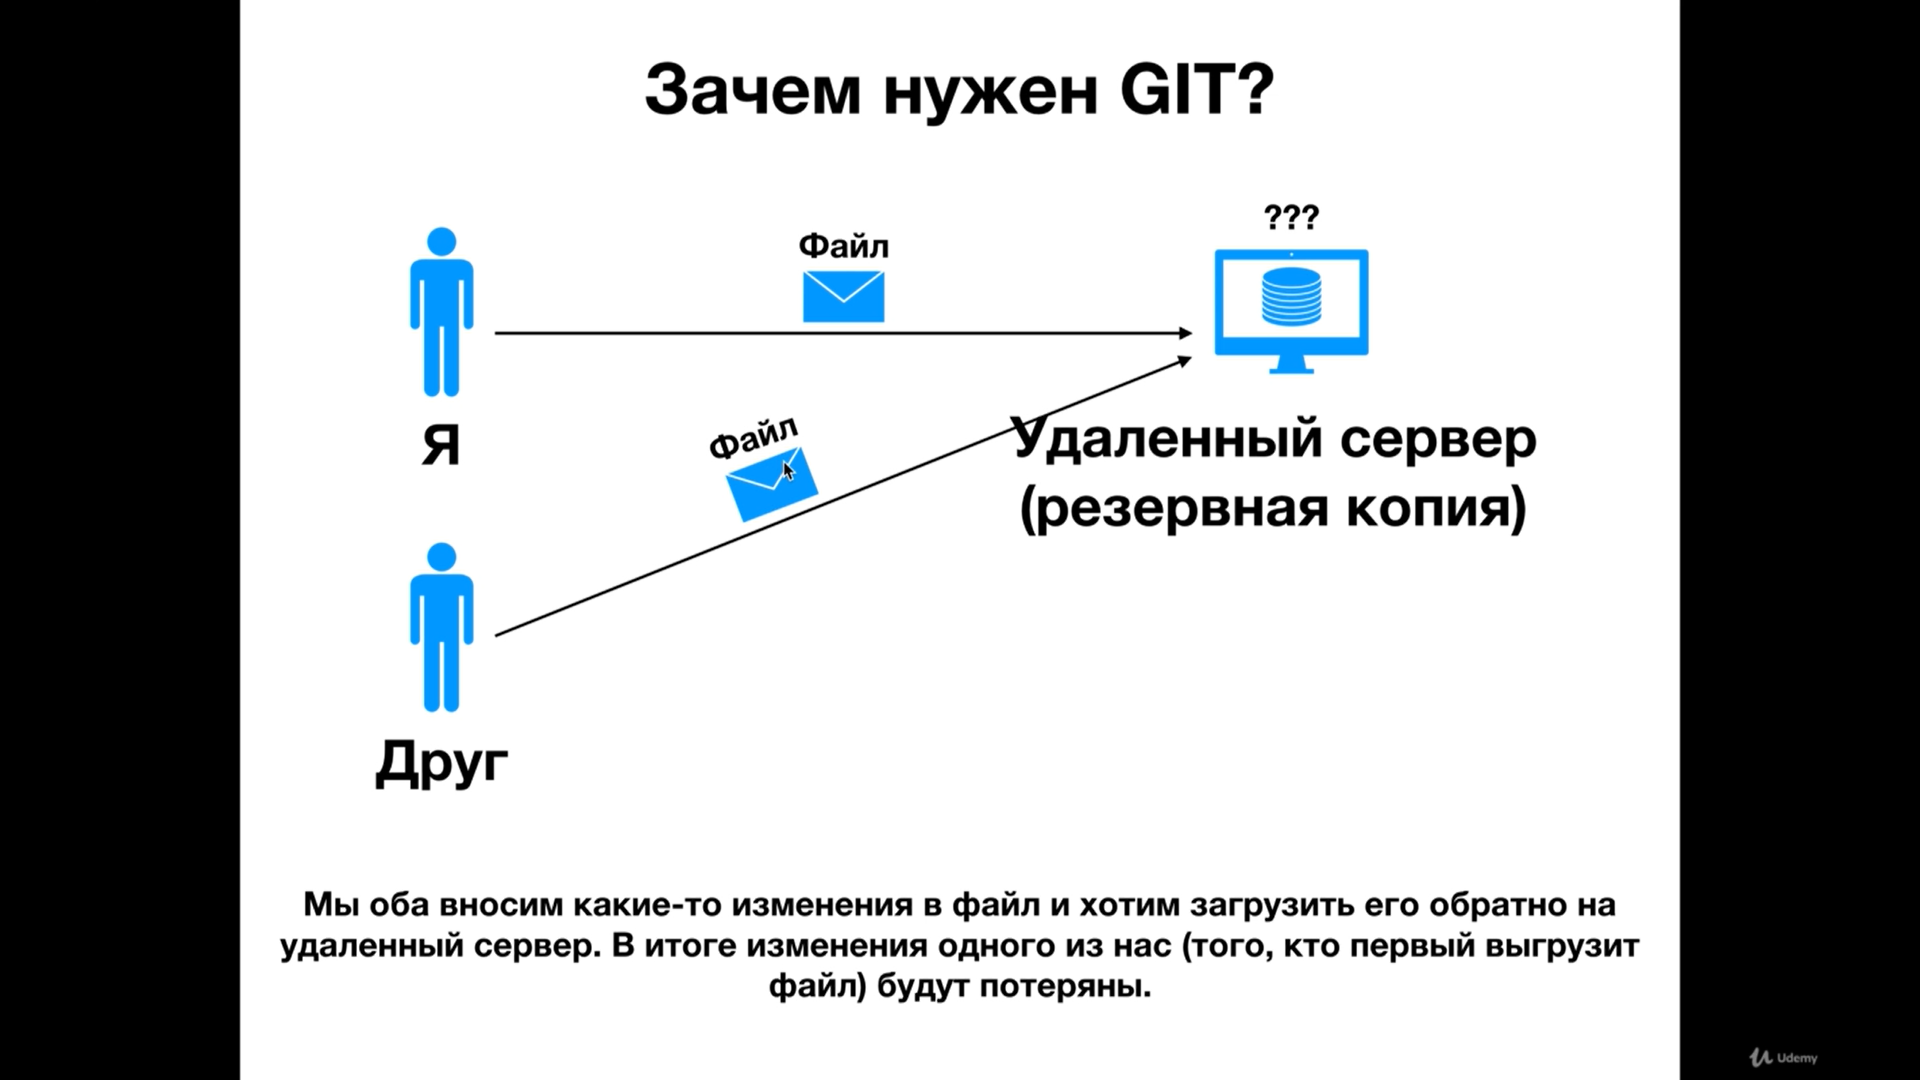 Зачем нужен GIT?
???
Файл
Я
Файл
Удаленный сервер
(резервная копия)
Друг
Мы оба вносим какие-то изменения в файл и хотим загрузить его обратно на
удаленный сервер. В итоге изменения одного из нас (того, кто первый выгрузит
файл) будут потеряны.
Udemy